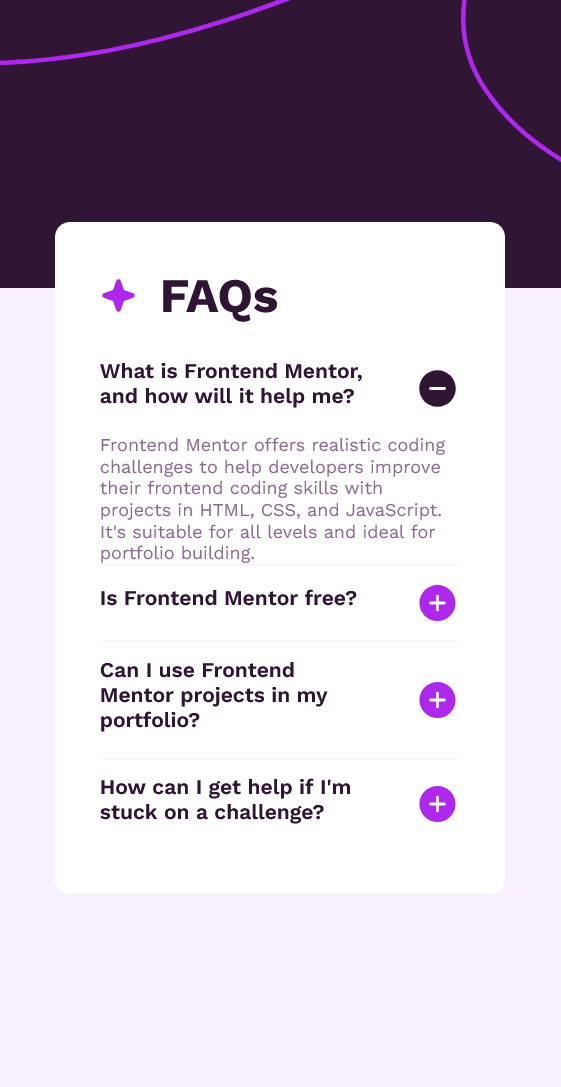 FAQs
What is Frontend Mentor,
and how will it help me?
Frontend Mentor offers realistic coding
challenges to help developers improve
their frontend coding skills with
projects in HTML, CSS, and JavaScript.
It's suitable for all levels and ideal for
portfolio building.
Is Frontend Mentor free?
Can I use Frontend
Mentor projects in my
portfolio?
How can I get help if I'm
stuck on a challenge?